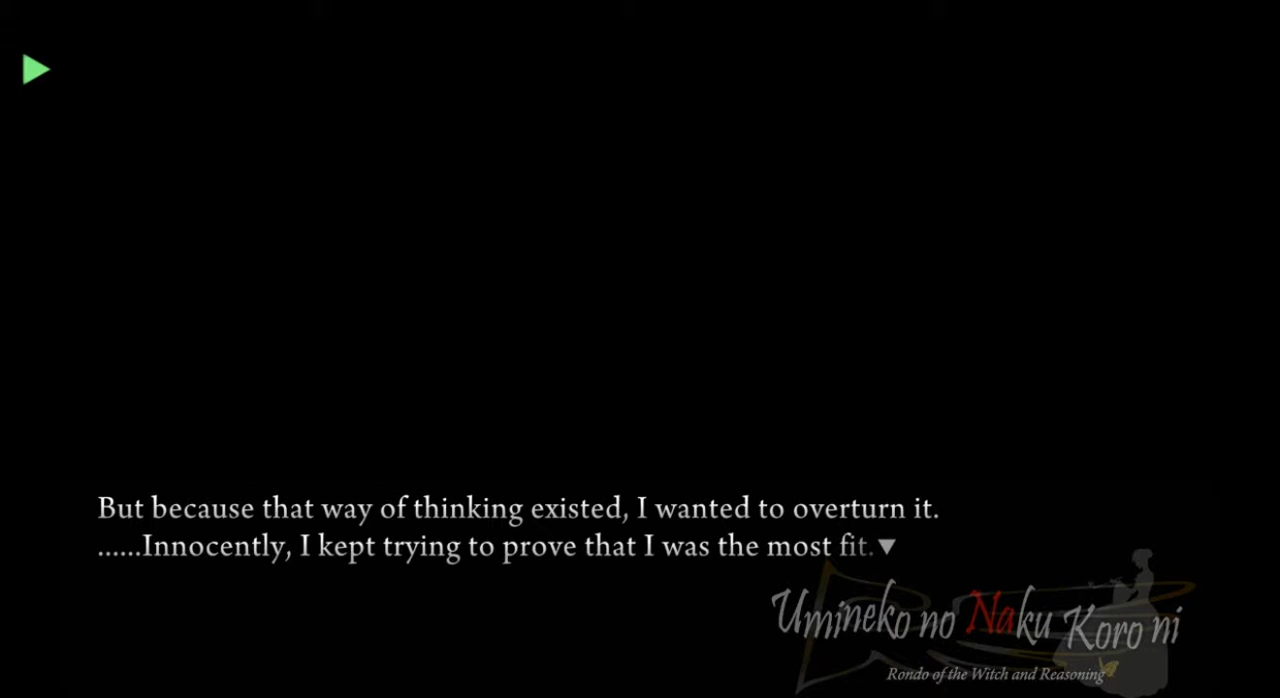 But because that way of thinking existed, I wanted to overturn it.
......Innocently, I kept trying to prove that I was the most fit.
Umineko no Naku Koro ni
Rondo of the Witch and Reasoning